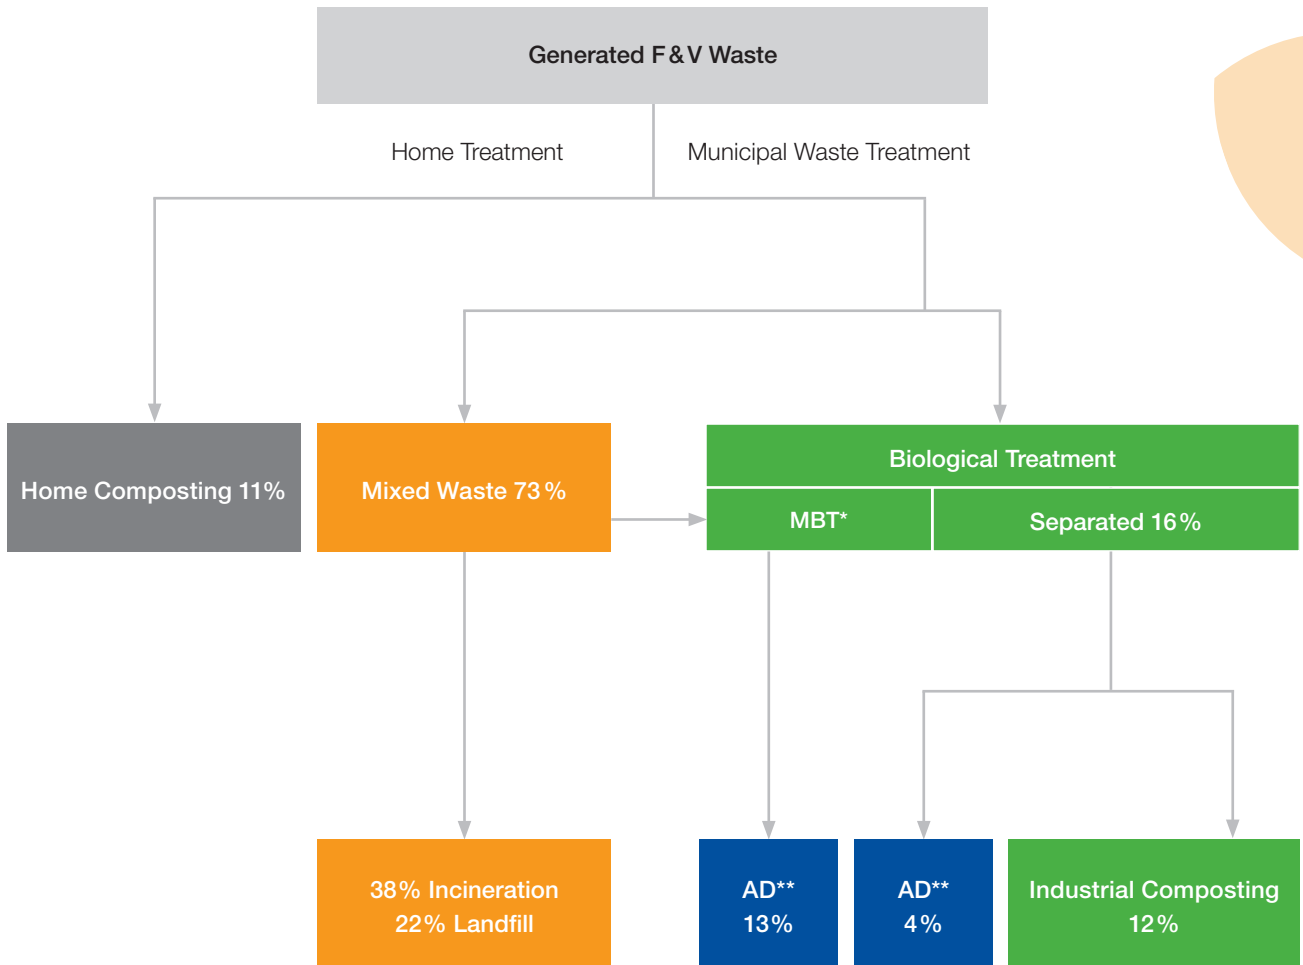 Generated F & V Waste
Home Treatment
Municipal Waste Treatment
Home Composting 11%
Mixed Waste 73 %
Biological Treatment
MBT*
Separated 16 %
38 % Incineration
22 % Landfill
AD**
13 %
AD**
4 %
Industrial Composting
12 %